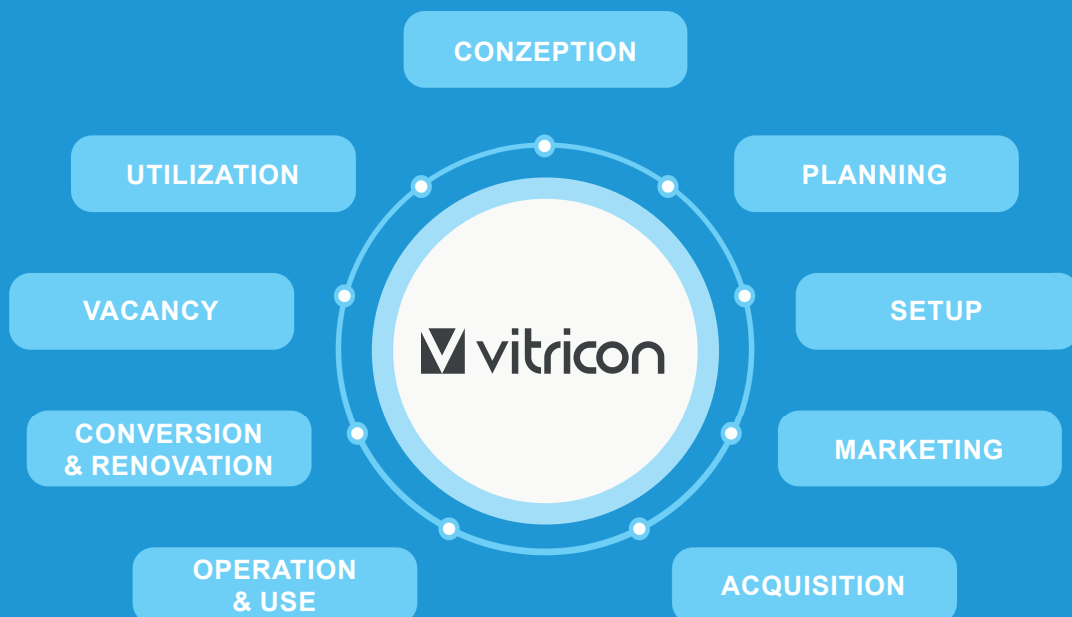 CONZEPTION
UTILIZATION
PLANNING
VACANCY
SETUP
vitricon
CONVERSION
& RENOVATION
MARKETING
OPERATION
& USE
ACQUISITION